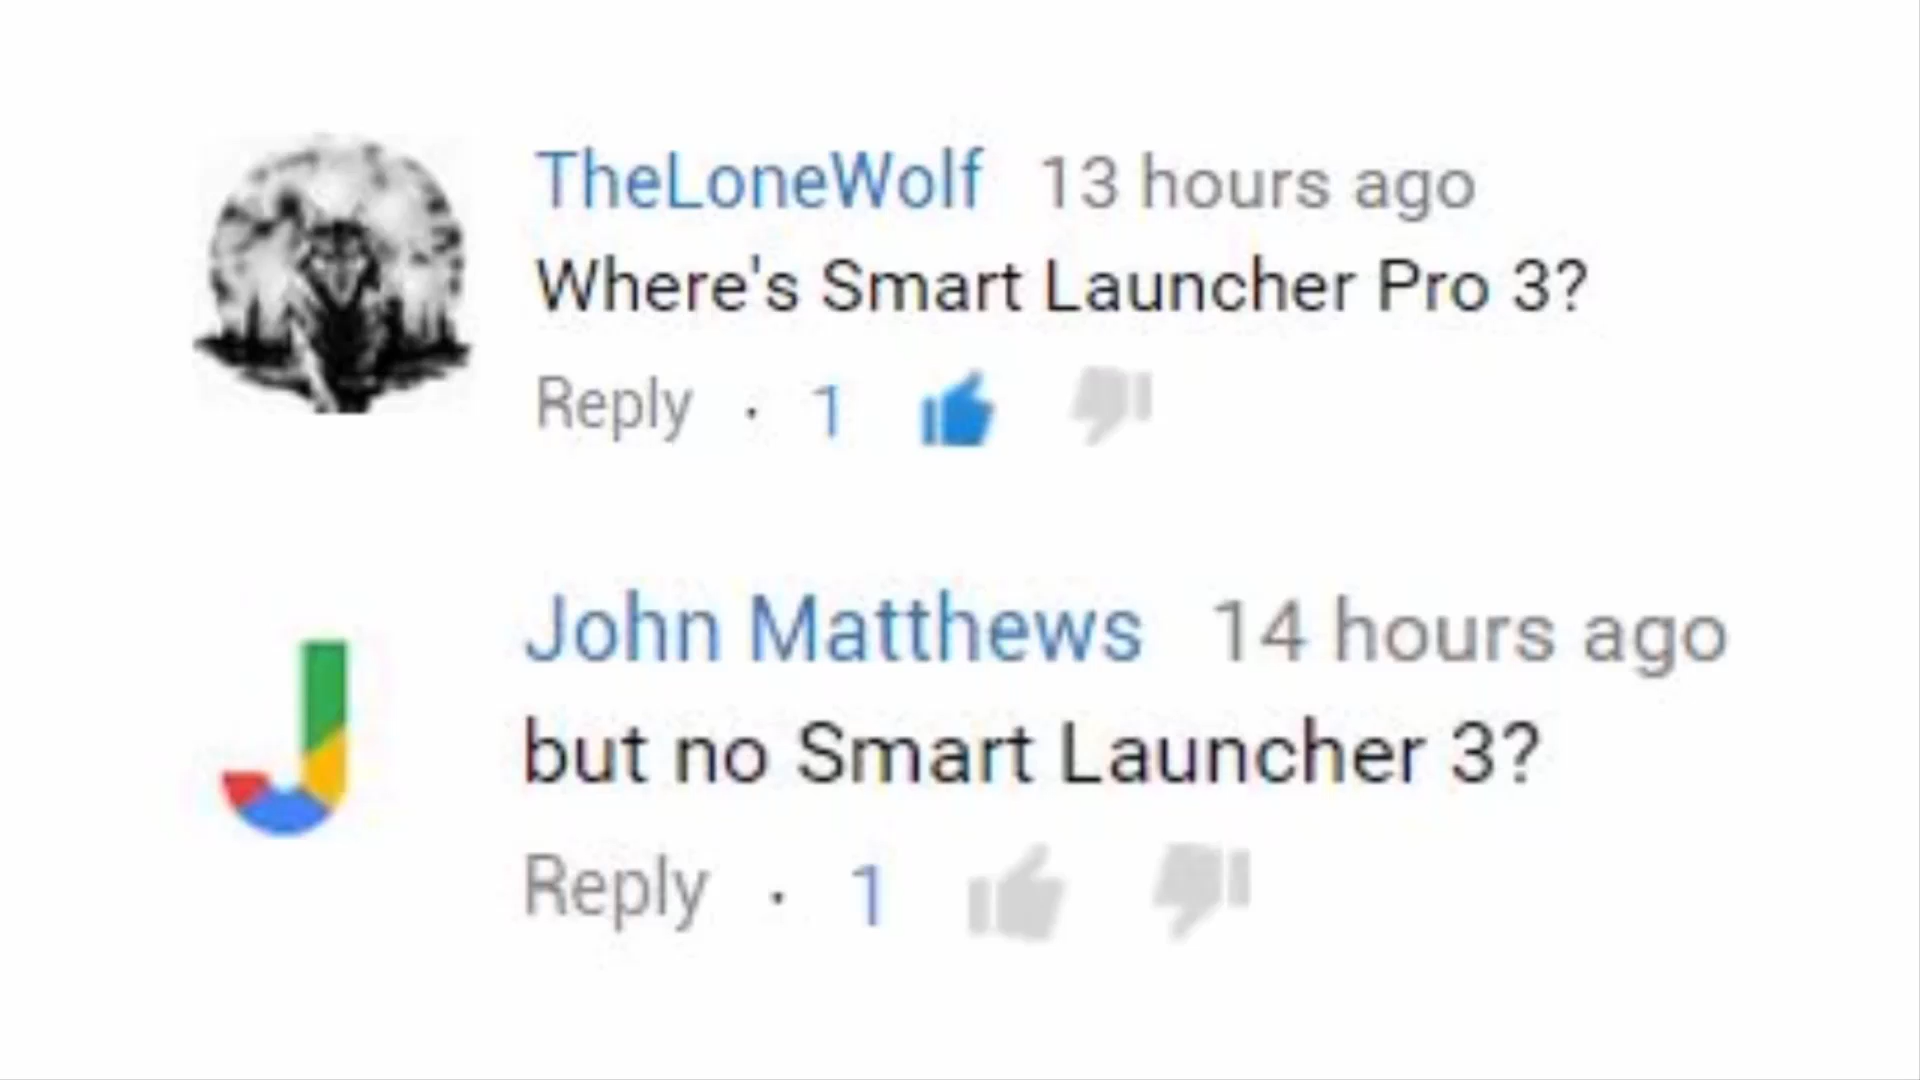 TheLoneWolf 13 hours ago
Where's Smart Launcher Pro 3?
Reply · 1
John Matthews 14 hours ago
but no Smart Launcher 3?
Reply · 1